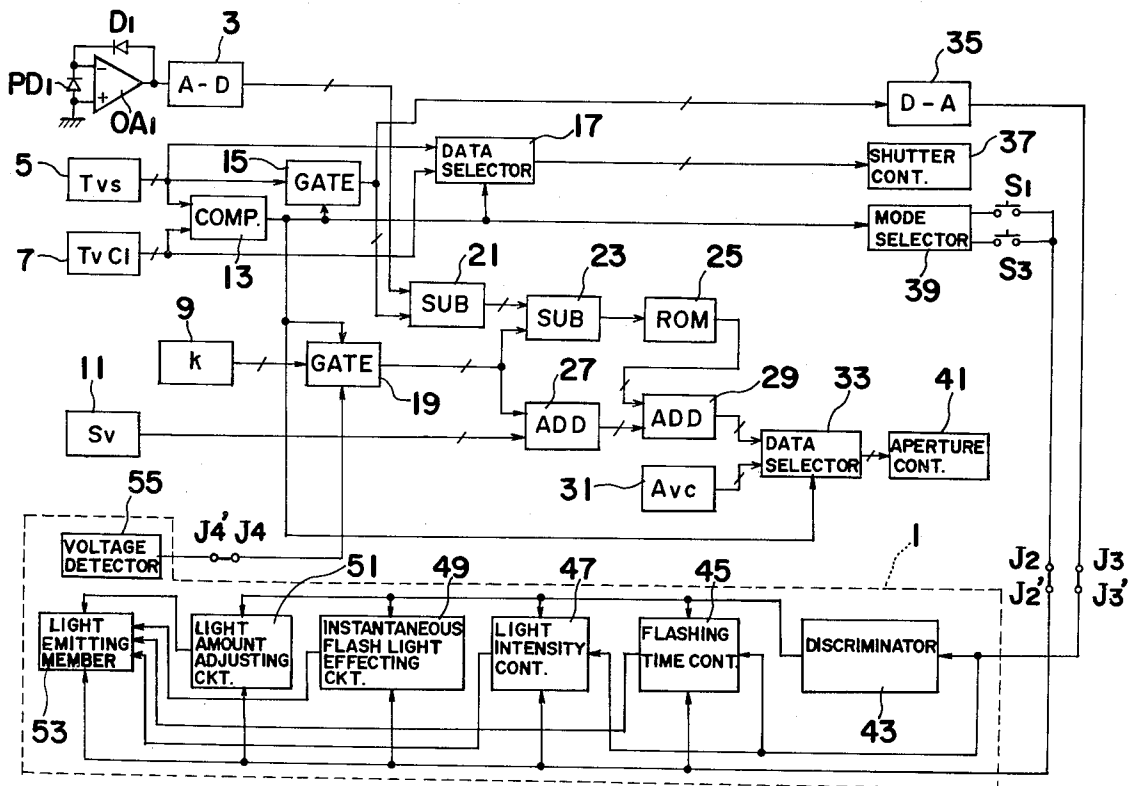 D1
3
35
PD1
A-D
D-A
OA1
17
5
Tvs
15
GATE
DATA
SELECTOR
SHUTTER
CONT.
37
S1
7
Tv Cl
COMP.
13
MODE
SELECTOR
39
S3
21
SUB
23
SUB
25
ROM
9
k
GATE
19
27
ADD
29
ADD
33
41
11
Sv
DATA
SELECTOR
APERTURE
CONT.
31
Avc
55
VOLTAGE
DETECTOR
J4' J4
51
49
47
45
1
J2
J2'
J3
J3'
LIGHT
EMITTING
MEMBER
53
LIGHT
AMOUNT
ADJUSTING
CKT.
INSTANTANEOUS
FLASH LIGHT
EFFECTING
CKT.
LIGHT
INTENSITY
CONT.
FLASHING
TIME CONT.
DISCRIMINATOR
43